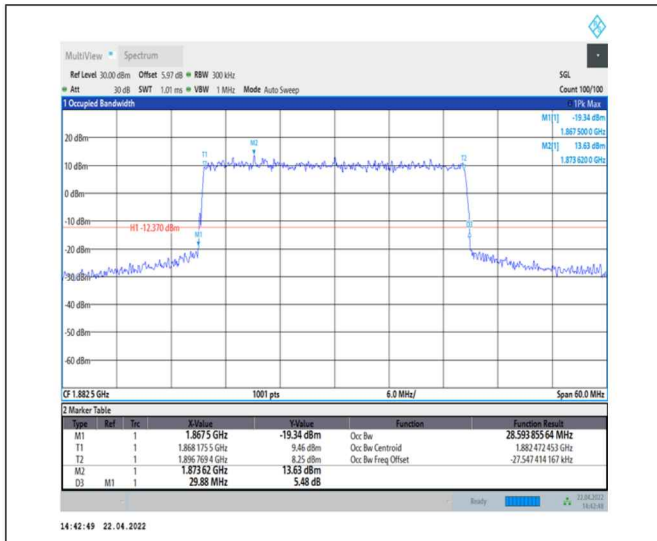 MultiView Spectrum
Ref Level 30.00 dBm Offset 5.97 dB RBW 300 kHz SGL
Att 30 dB SWT 1.01 ms VBW 1 MHz Mode Auto Sweep Count 100/100
1 Occupied Bandwidth 1Pk Max
M1[1] -19.34 dBm
1.867 500 0 GHz
M2[1] 13.63 dBm
1.873 620 0 GHz
20 dBm
M2
T1
T2
10 dBm
0 dBm
-10 dBm
H1 -12.370 dBm
D3
M1
-20 dBm
-30 dBm
-40 dBm
-50 dBm
-60 dBm
CF 1.882 5 GHz 1001 pts 6.0 MHz/ Span 60.0 MHz
2 Marker Table
Type Ref Trc X-Value Y-Value Function Function Result
M1 1 1.867 5 GHz -19.34 dBm Occ Bw 28.593 855 64 MHz
T1 1 1.868 175 5 GHz 9.46 dBm Occ Bw Centroid 1.882 472 453 GHz
T2 1 1.896 769 4 GHz 8.25 dBm Occ Bw Freq Offset -27.547 414 167 kHz
M2 1 1.873 62 GHz 13.63 dBm
D3 M1 1 29.88 MHz 5.48 dB
Ready 22.04.2022
14:42:48
14:42:49 22.04.2022